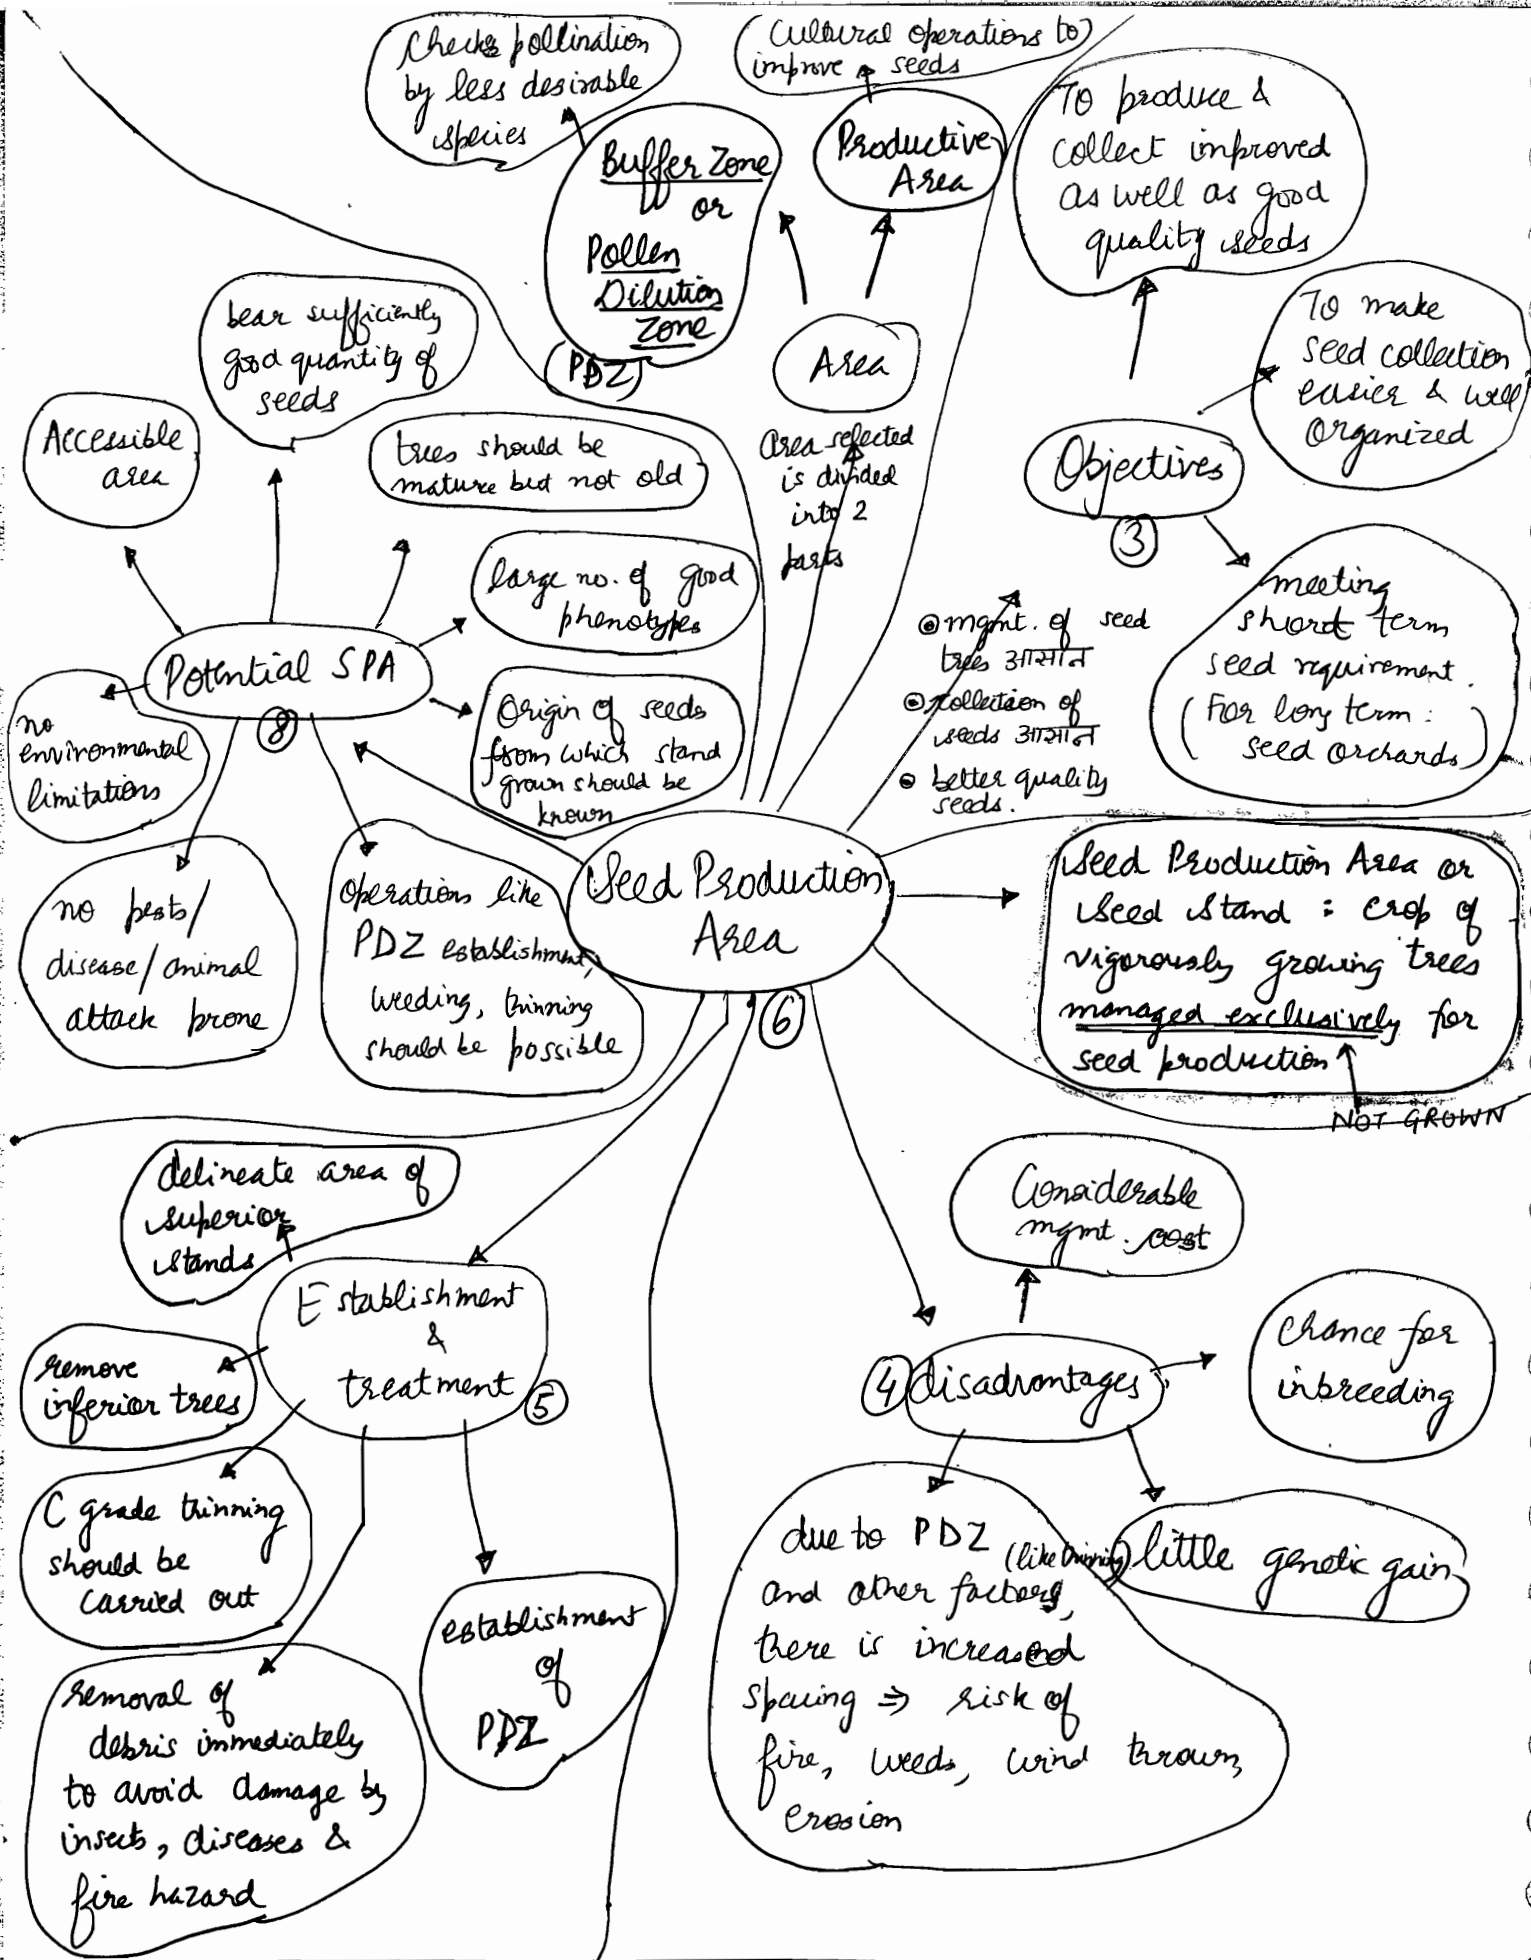 Checks pollination
by less desirable
species
Cultural operations to
improve seeds
Buffer Zone
or
Pollen
Dilution
Zone
(PDZ)
Productive
Area
To produce &
collect improved
as well as good
quality seeds
Area
To make
seed collection
easier & well
organized
Objectives
3
meeting
short term
seed requirement.
(For long term :
seed orchards)
area selected
is divided
into 2
parts
bear sufficiently
good quantity of
seeds
Accessible
area
trees should be
mature but not old
large no. of good
phenotypes
Potential SPA
8
Origin of seeds
from which stand
grown should be
known
no
environmental
limitations
no pests/
disease/animal
attack prone
operations like
PDZ establishment,
weeding, thinning
should be possible
mgmt. of seed
trees आसान
collection of
seeds आसान
better quality
seeds.
Seed Production
Area
6
Seed Production Area or
Seed Stand : crop of
vigorously growing trees
managed exclusively for
seed production
NOT GROWN
delineate area of
superior
stands
Establishment
&
treatment
5
remove
inferior trees
C grade thinning
should be
carried out
removal of
debris immediately
to avoid damage by
insects, diseases &
fire hazard
establishment
of
PDZ
Considerable
mgmt. cost
4
disadvantages
chance for
inbreeding
little genetic gain
due to PDZ
(like thinning)
and other factors,
there is increased
spacing ⇒ risk of
fire, weeds, wind thrown,
erosion